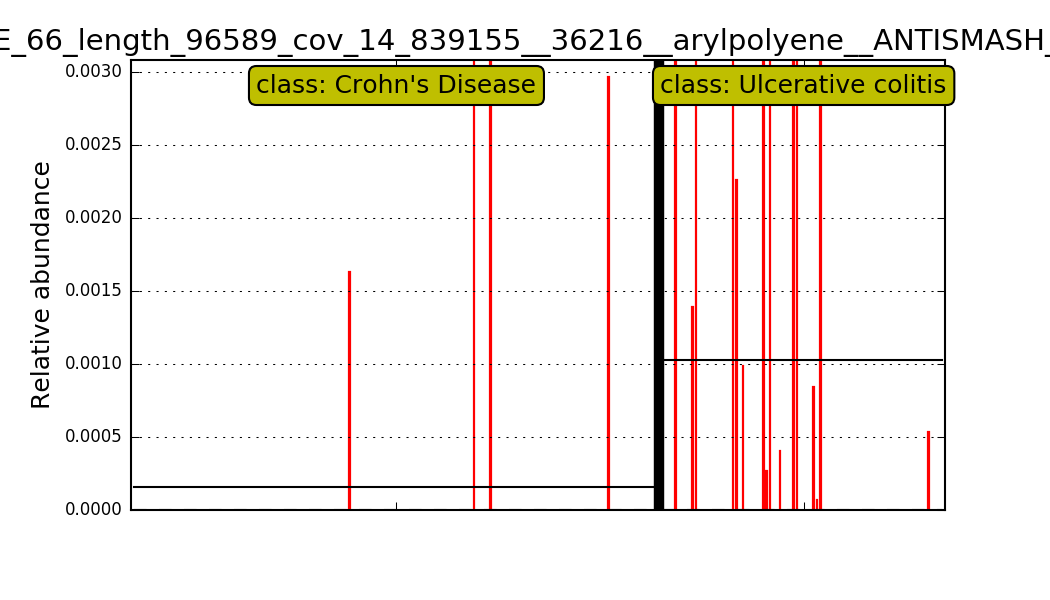 E_66_length_96589_cov_14_839155__36216__arylpolyene__ANTISMASH_
class: Crohn's Disease
class: Ulcerative colitis
Relative abundance
0.0030
0.0025
0.0020
0.0015
0.0010
0.0005
0.0000